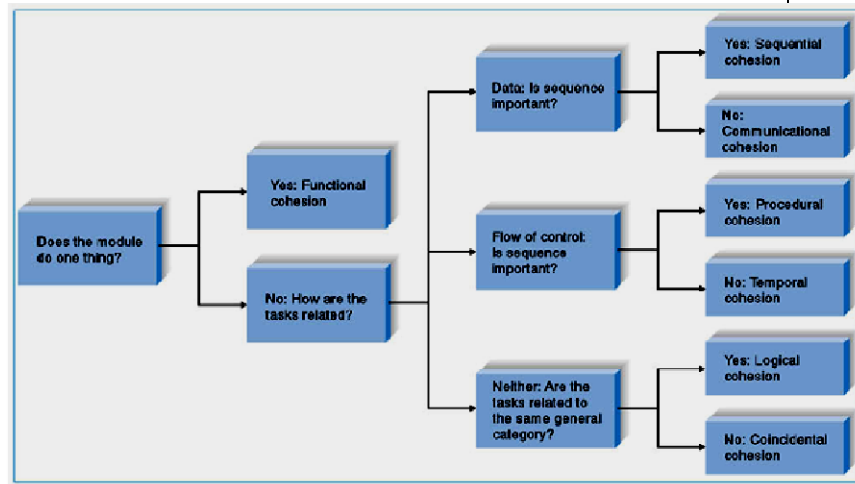 Does the module
do one thing?
Yes: Functional
cohesion
No: How are the
tasks related?
Data: Is sequence
important?
Yes: Sequential
cohesion
No:
Communicational
cohesion
Flow of control:
Is sequence
important?
Yes: Procedural
cohesion
No: Temporal
cohesion
Neither: Are the
tasks related to
the same general
category?
Yes: Logical
cohesion
No: Coincidental
cohesion